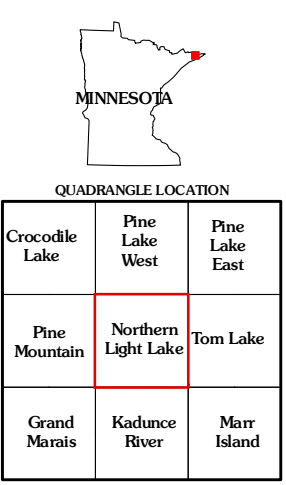 MINNESOTA
QUADRANGLE LOCATION
Crocodile
Lake
Pine
Lake
West
Pine
Lake
East
Pine
Mountain
Northern
Light Lake
Tom Lake
Grand
Marais
Kadunce
River
Marr
Island